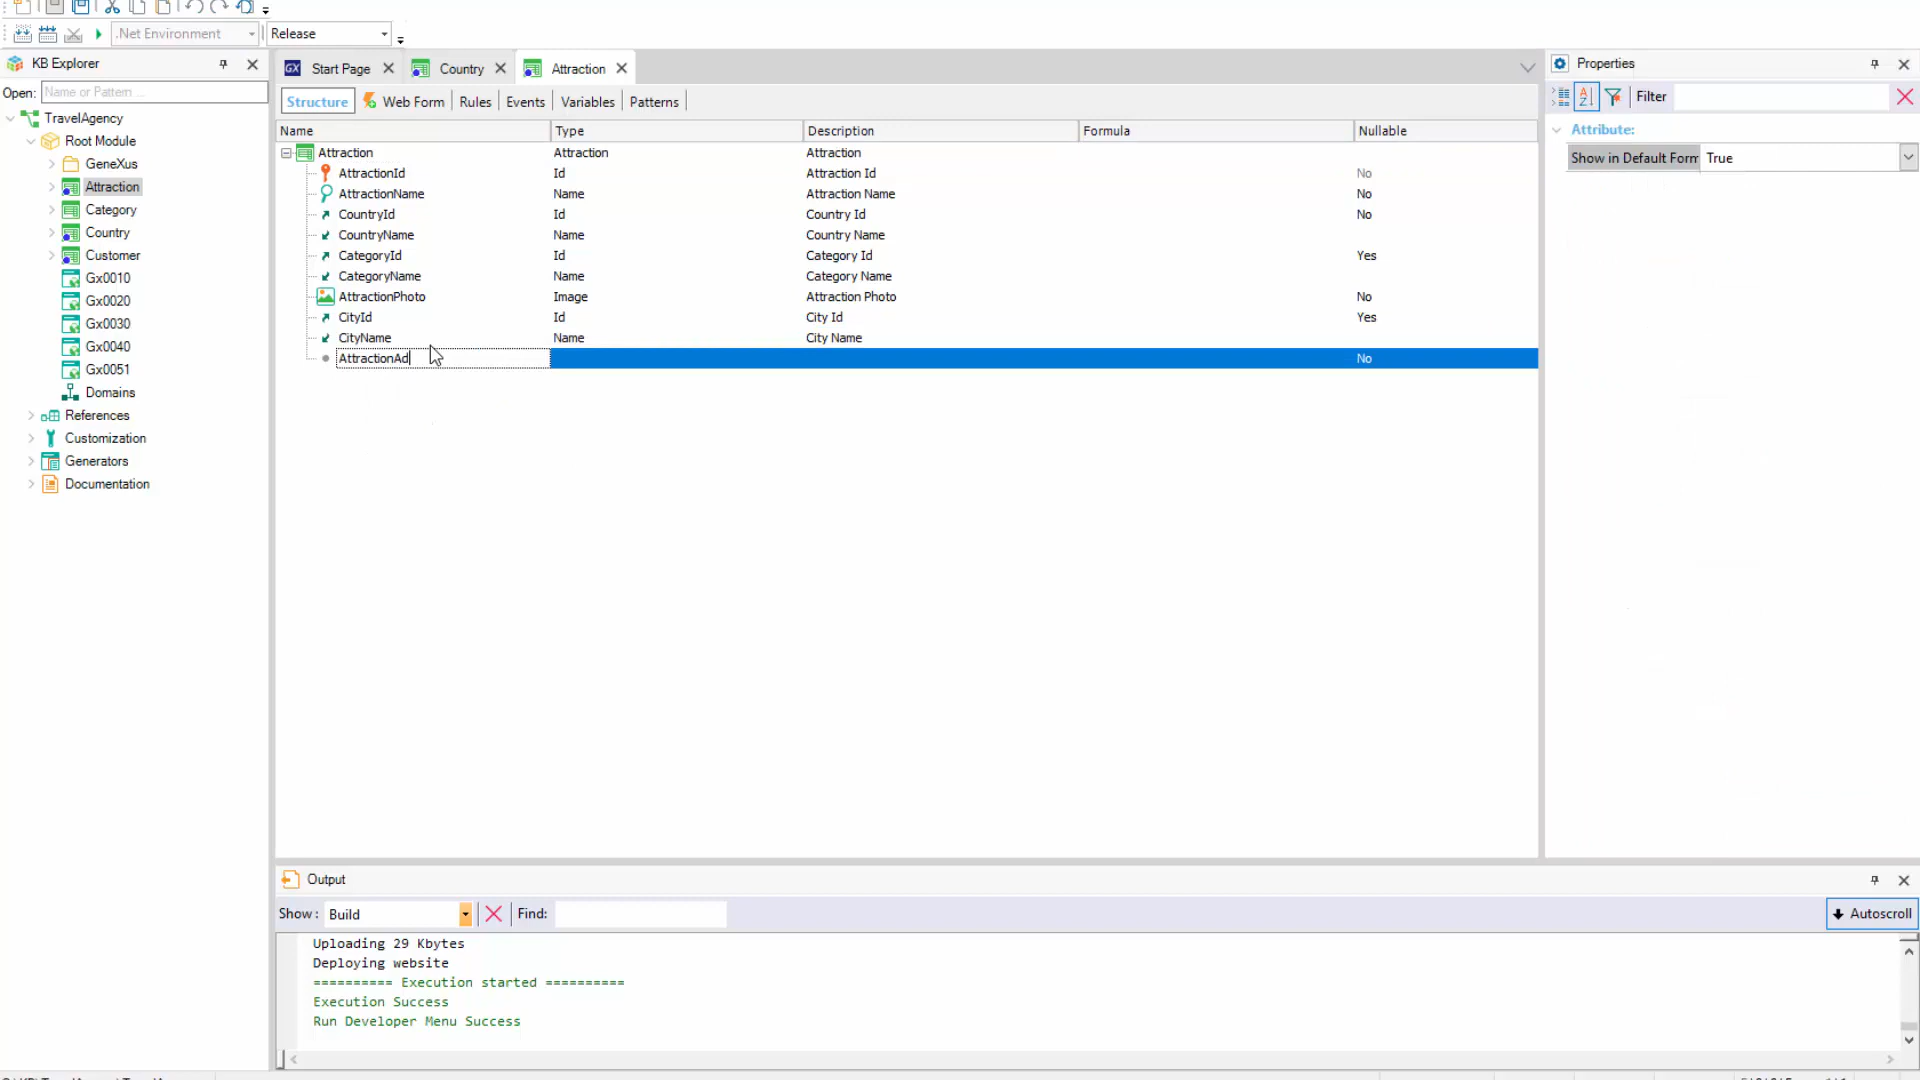 .Net Environment Release
KB Explorer
Open: Name or Pattern ...
TravelAgency
Root Module
GeneXus
Attraction
Category
Country
Customer
Gx0010
Gx0020
Gx0030
Gx0040
Gx0051
Domains
References
Customization
Generators
Documentation
GX Start Page Country Attraction
Structure Web Form Rules Events Variables Patterns
Name Type Description Formula Nullable
Attraction Attraction Attraction
AttractionId Id Attraction Id No
AttractionName Name Attraction Name No
CountryId Id Country Id No
CountryName Name Country Name
CategoryId Id Category Id Yes
CategoryName Name Category Name
AttractionPhoto Image Attraction Photo No
CityId Id City Id Yes
CityName Name City Name
AttractionAd No
Properties
Filter
Attribute:
Show in Default Form True
Output
Show : Build Find: Autoscroll
Uploading 29 Kbytes
Deploying website
========== Execution started ==========
Execution Success
Run Developer Menu Success